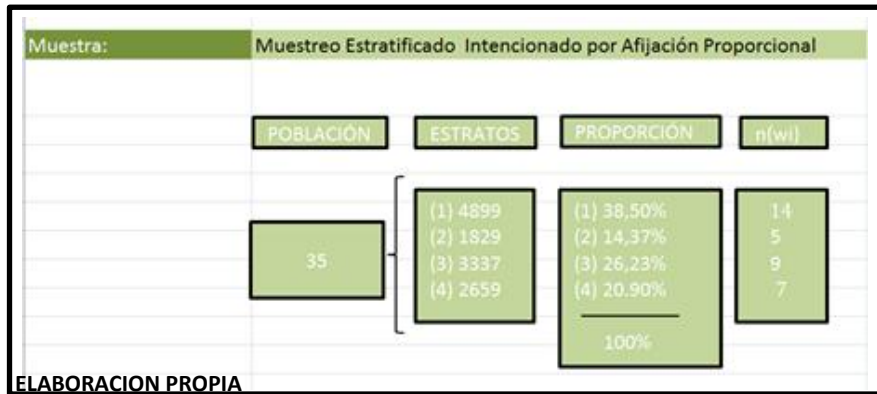 Muestra: Muestreo Estratificado Intencionado por Afijación Proporcional
POBLACIÓN ESTRATOS PROPORCIÓN n(wi)
(1) 4899 (1) 38,50% 14
(2) 1829 (2) 14,37% 5
35 (3) 3337 (3) 26,23% 9
(4) 2659 (4) 20.90% 7
100%
ELABORACION PROPIA